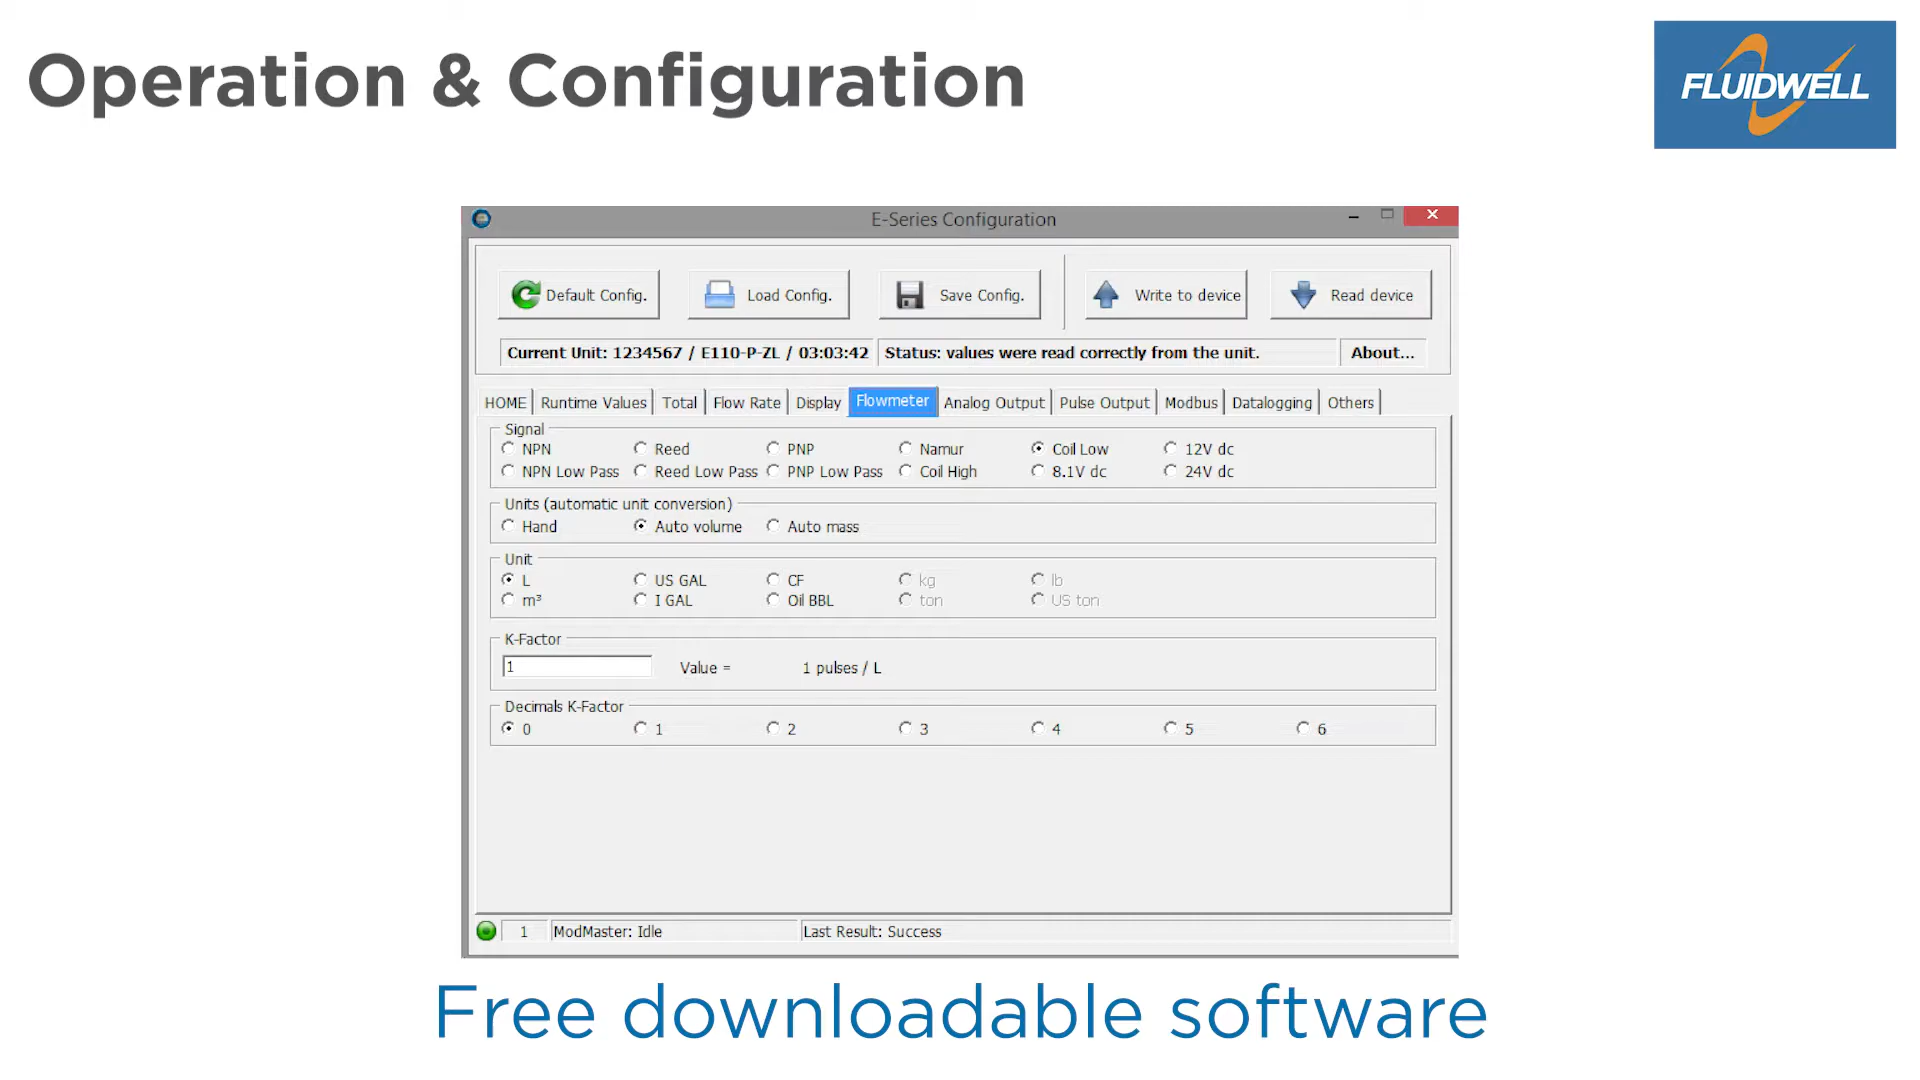 Operation & Configuration
FLUIDWELL
E-Series Configuration
Default Config.
Load Config.
Save Config.
Write to device
Read device
Current Unit: 1234567 / E110-P-ZL / 03:03:42
Status: values were read correctly from the unit.
About...
HOME Runtime Values Total Flow Rate Display Flowmeter Analog Output Pulse Output Modbus Datalogging Others
Signal
NPN Reed PNP Namur Coil Low 12V dc
NPN Low Pass Reed Low Pass PNP Low Pass Coil High 8.1V dc 24V dc
Units (automatic unit conversion)
Hand Auto volume Auto mass
Unit
L US GAL CF kg lb
m³ I GAL Oil BBL ton US ton
K-Factor
1 Value = 1 pulses / L
Decimals K-Factor
0 1 2 3 4 5 6
1 ModMaster: Idle Last Result: Success
Free downloadable software